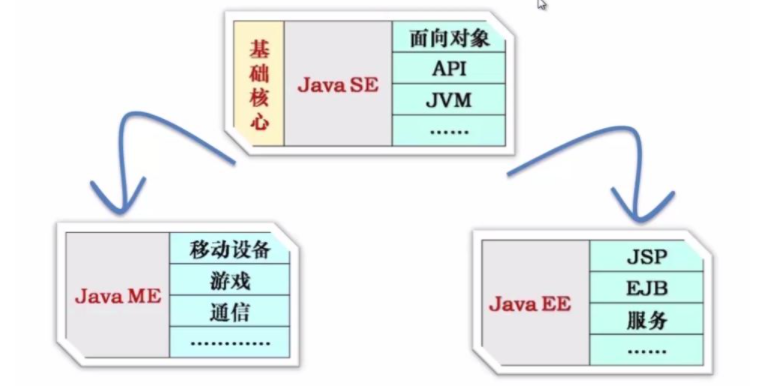 基础核心
Java SE
面向对象
API
JVM
......
Java ME
移动设备
游戏
通信
............
Java EE
JSP
EJB
服务
......